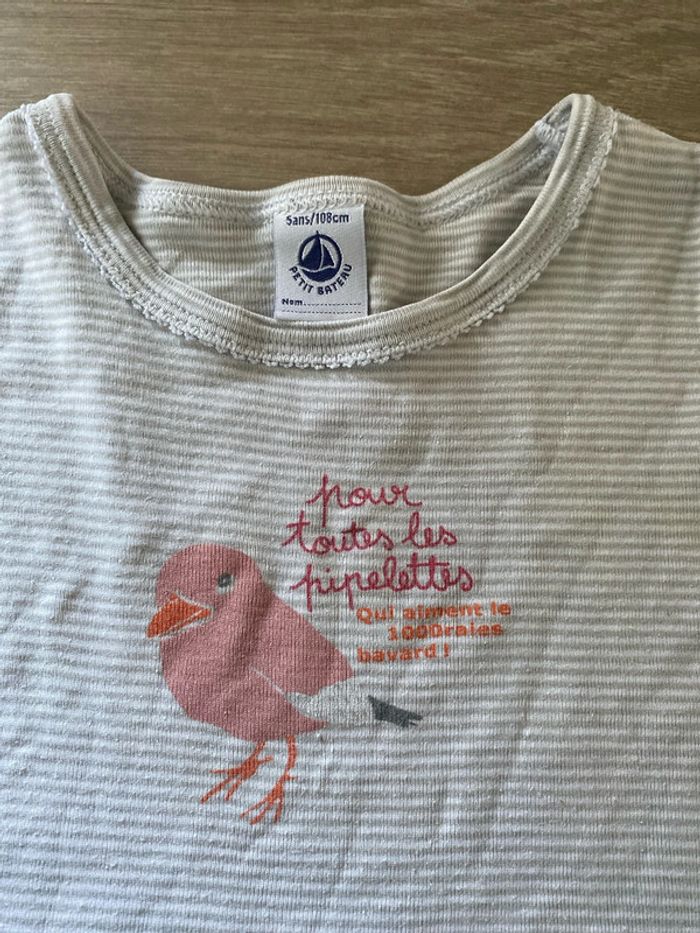 5ans/108cm
PETIT BATEAU
Nom..............
pour
toutes les
pipelettes
Qui aiment le
1000raies
bavard !